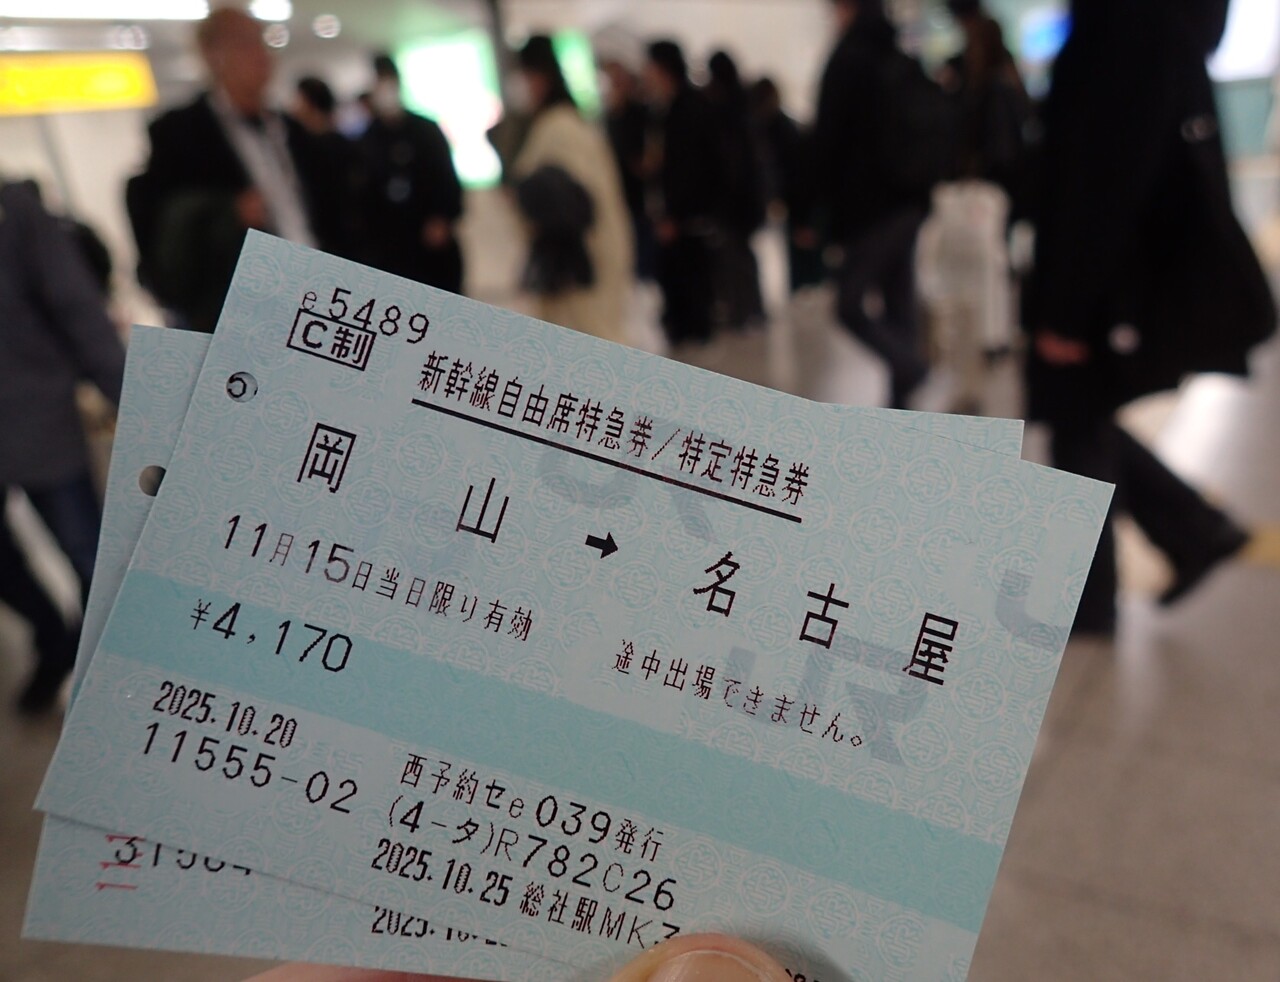 e5489
C制
新幹線自由席特急券/特定特急券
岡山 → 名古屋
11月15日当日限り有効
途中出場できません。
¥4,170
2025.10.20
11555-02
西予約セe039発行
(4-タ)R782C26
2025.10.25 総社駅MK